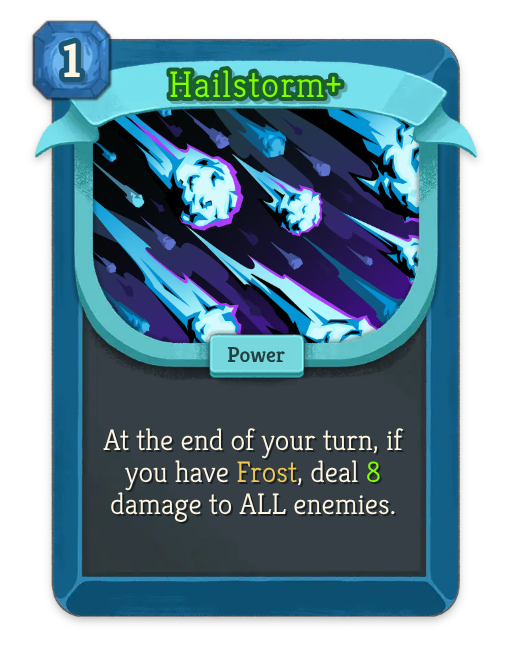 1
Hailstorm+
Power
At the end of your turn, if
you have Frost, deal 8
damage to ALL enemies.